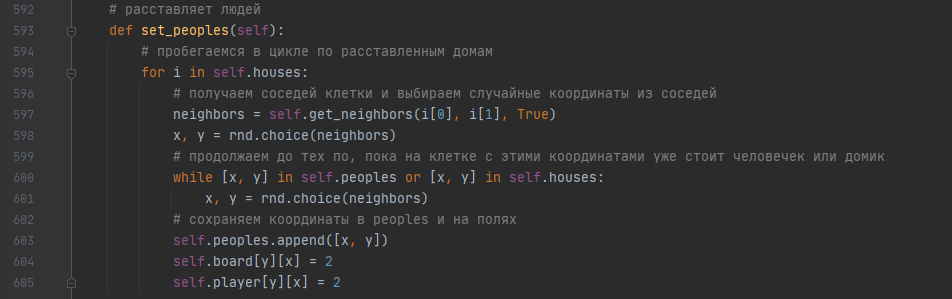 592 # расставляет людей
593 def set_peoples(self):
594 # пробегаемся в цикле по расставленным домам
595 for i in self.houses:
596 # получаем соседей клетки и выбираем случайные координаты из соседей
597 neighbors = self.get_neighbors(i[0], i[1], True)
598 x, y = rnd.choice(neighbors)
599 # продолжаем до тех по, пока на клетке с этими координатами уже стоит человечек или домик
600 while [x, y] in self.peoples or [x, y] in self.houses:
601 x, y = rnd.choice(neighbors)
602 # сохраняем координаты в peoples и на полях
603 self.peoples.append([x, y])
604 self.board[y][x] = 2
605 self.player[y][x] = 2